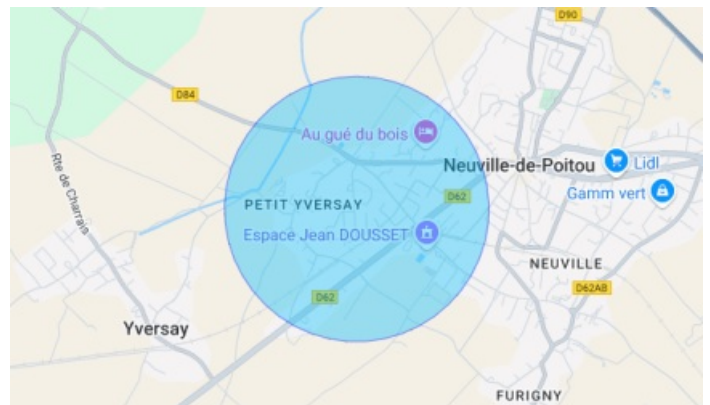 D90
D84
Au gué du bois
Rte de Charrais
Neuville-de-Poitou
Lidl
Gamm vert
PETIT YVERSAY
D62
Espace Jean DOUSSET
NEUVILLE
D62AB
D62
Yversay
FURIGNY